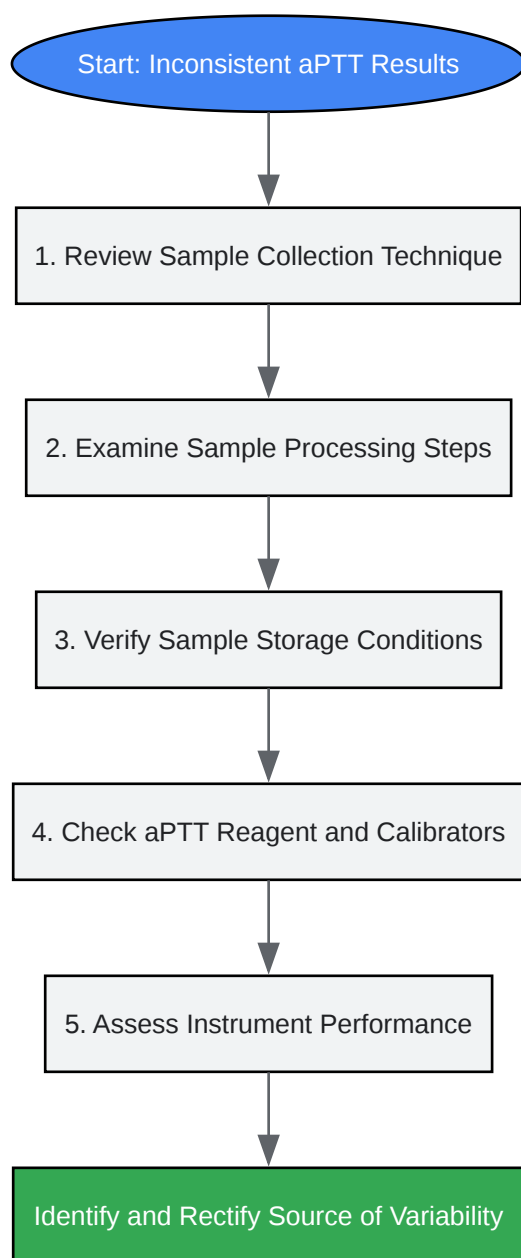 Start: Inconsistent aPTT Results
1. Review Sample Collection Technique
2. Examine Sample Processing Steps
3. Verify Sample Storage Conditions
4. Check aPTT Reagent and Calibrators
5. Assess Instrument Performance
Identify and Rectify Source of Variability